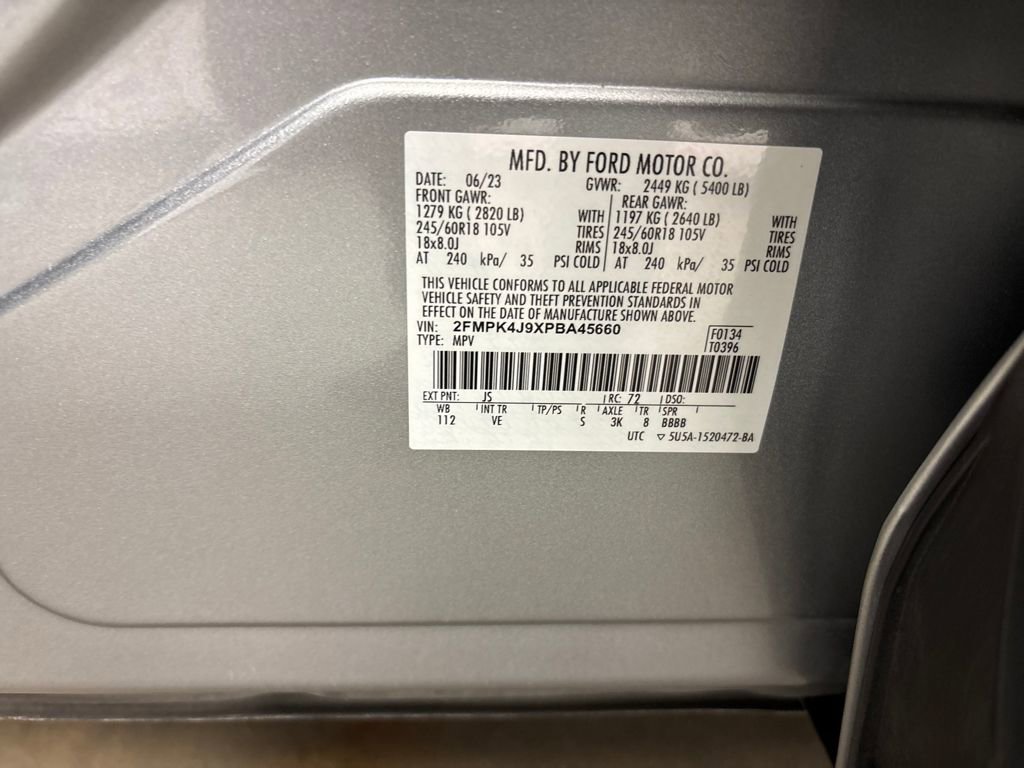 MFD. BY FORD MOTOR CO.
DATE: 06/23 GVWR: 2449 KG ( 5400 LB)
FRONT GAWR: REAR GAWR:
1279 KG ( 2820 LB) WITH 1197 KG ( 2640 LB) WITH
245/60R18 105V TIRES 245/60R18 105V TIRES
18x8.0J RIMS 18x8.0J RIMS
AT 240 kPa/ 35 PSI COLD AT 240 kPa/ 35 PSI COLD
THIS VEHICLE CONFORMS TO ALL APPLICABLE FEDERAL MOTOR
VEHICLE SAFETY AND THEFT PREVENTION STANDARDS IN
EFFECT ON THE DATE OF MANUFACTURE SHOWN ABOVE.
VIN: 2FMPK4J9XPBA45660 F0134
TYPE: MPV T0396
EXT PNT: JS RC: 72 DSO:
WB INT TR TP/PS R AXLE TR SPR
112 VE S 3K 8 BBBB
UTC ▽ 5U5A-1520472-BA